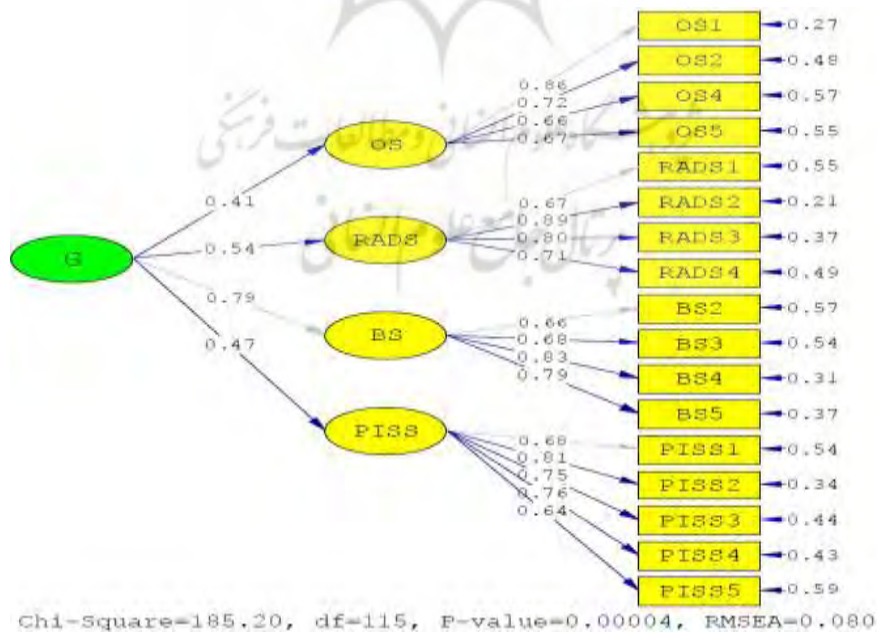 OS1 0.27
OS2 0.48
0.86
0.72
OS4 0.57
0.66
OS 0.67 OS5 0.55
RADS1 0.55
0.41
0.67 RADS2 0.21
0.89
RADS 0.80 RADS3 0.37
0.54
0.71
G RADS4 0.49
0.79
BS2 0.57
0.66
BS 0.68 BS3 0.54
0.47 0.83
0.79 BS4 0.31
BS5 0.37
PISS 0.68 PISS1 0.54
0.81
0.75 PISS2 0.34
0.76
0.64 PISS3 0.44
PISS4 0.43
PISS5 0.59
Chi-Square=185.20, df=115, P-value=0.00004, RMSEA=0.080